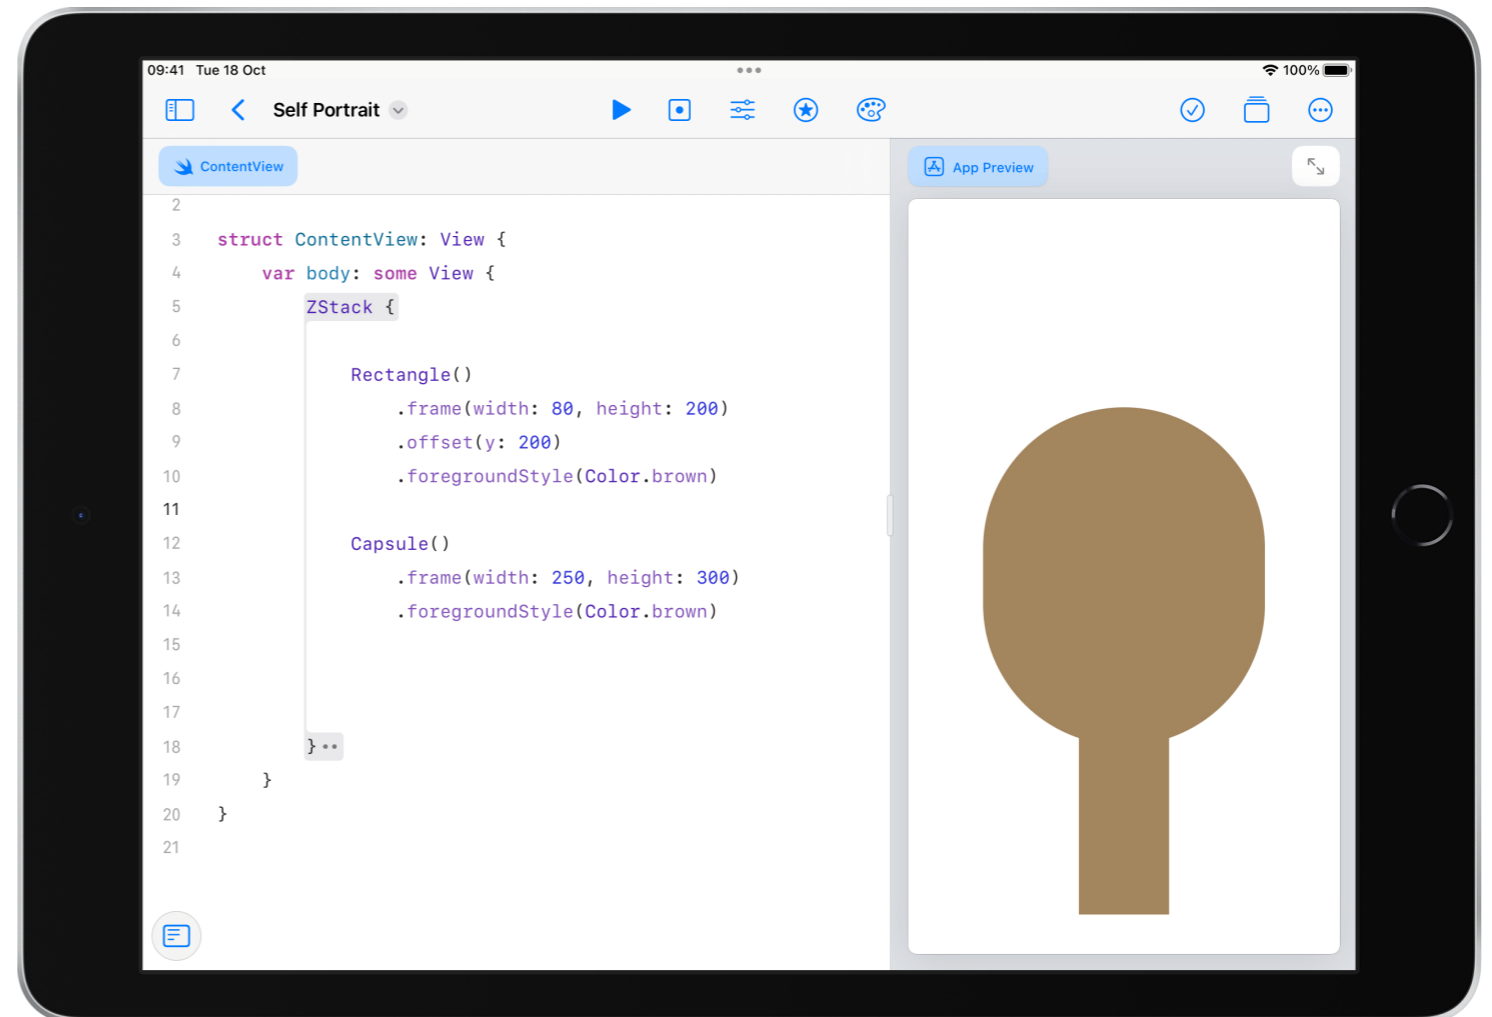 09:41 Tue 18 Oct
100%
Self Portrait
ContentView
App Preview
2
3 struct ContentView: View {
4 var body: some View {
5 ZStack {
6
7 Rectangle()
8 .frame(width: 80, height: 200)
9 .offset(y: 200)
10 .foregroundStyle(Color.brown)
11
12 Capsule()
13 .frame(width: 250, height: 300)
14 .foregroundStyle(Color.brown)
15
16
17
18 }
19 }
20 }
21